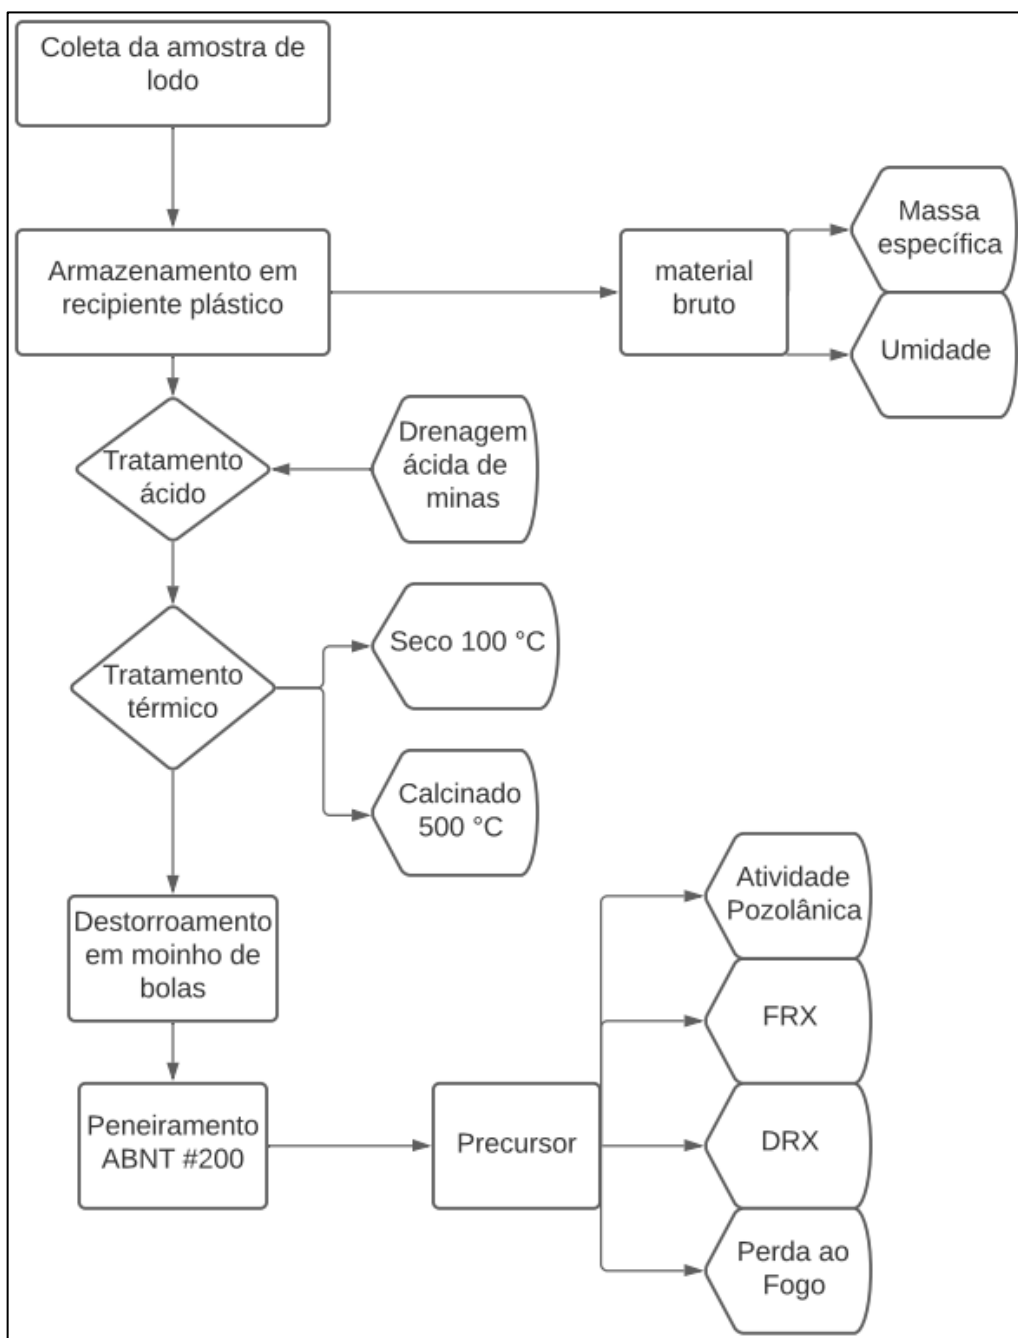 Coleta da amostra de
lodo
Armazenamento em
recipiente plástico
material
bruto
Massa
específica
Umidade
Tratamento
ácido
Drenagem
ácida de
minas
Tratamento
térmico
Seco 100 °C
Calcinado
500 °C
Destorroamento
em moinho de
bolas
Peneiramento
ABNT #200
Precursor
Atividade
Pozolânica
FRX
DRX
Perda ao
Fogo